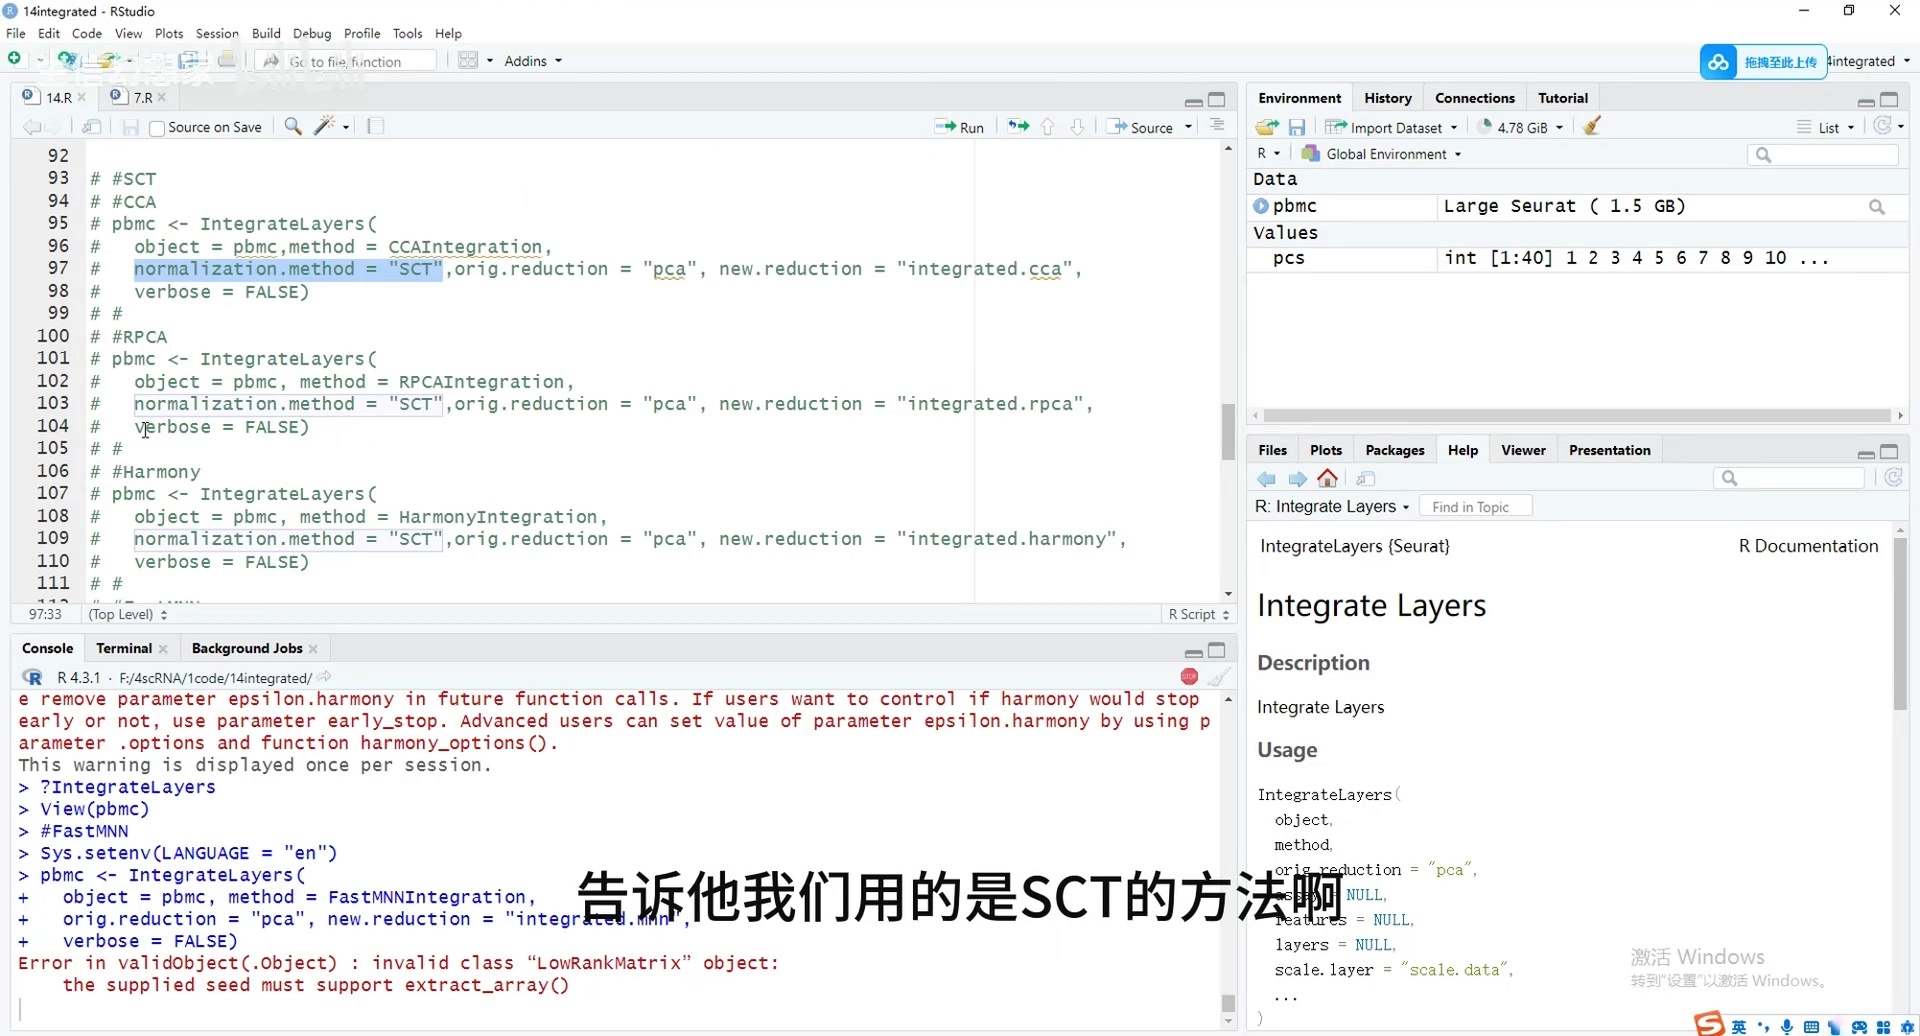 14integrated - RStudio
File Edit Code View Plots Session Build Debug Profile Tools Help
Go to file/function Addins
拖拽至此上传 4integrated
14.R 7.R
Source on Save Run Source
92
93 # #SCT
94 # #CCA
95 # pbmc <- IntegrateLayers(
96 #   object = pbmc,method = CCAIntegration,
97 #   normalization.method = "SCT",orig.reduction = "pca", new.reduction = "integrated.cca",
98 #   verbose = FALSE)
99 # #
100 # #RPCA
101 # pbmc <- IntegrateLayers(
102 #   object = pbmc, method = RPCAIntegration,
103 #   normalization.method = "SCT",orig.reduction = "pca", new.reduction = "integrated.rpca",
104 #   verbose = FALSE)
105 # #
106 # #Harmony
107 # pbmc <- IntegrateLayers(
108 #   object = pbmc, method = HarmonyIntegration,
109 #   normalization.method = "SCT",orig.reduction = "pca", new.reduction = "integrated.harmony",
110 #   verbose = FALSE)
111 # #
97:33 (Top Level) R Script
Console Terminal Background Jobs
R 4.3.1 · F:/4scRNA/1code/14integrated/
e remove parameter epsilon.harmony in future function calls. If users want to control if harmony would stop
early or not, use parameter early_stop. Advanced users can set value of parameter epsilon.harmony by using p
arameter .options and function harmony_options().
This warning is displayed once per session.
> ?IntegrateLayers
> View(pbmc)
> #FastMNN
> Sys.setenv(LANGUAGE = "en")
> pbmc <- IntegrateLayers(
+   object = pbmc, method = FastMNNIntegration,
+   orig.reduction = "pca", new.reduction = "integrated.mnn",
+   verbose = FALSE)
Error in validObject(.Object) : invalid class “LowRankMatrix” object:
    the supplied seed must support extract_array()
Environment History Connections Tutorial
Import Dataset 4.78 GiB List
R Global Environment
Data
pbmc Large Seurat ( 1.5 GB)
Values
pcs int [1:40] 1 2 3 4 5 6 7 8 9 10 ...
Files Plots Packages Help Viewer Presentation
R: Integrate Layers Find in Topic
IntegrateLayers {Seurat} R Documentation
Integrate Layers
Description
Integrate Layers
Usage
IntegrateLayers(
  object,
  method,
  orig.reduction = "pca",
  assay = NULL,
  features = NULL,
  layers = NULL,
  scale.layer = "scale.data",
  ...
)
告诉他我们用的是SCT的方法啊
激活 Windows
转到“设置”以激活 Windows。
英